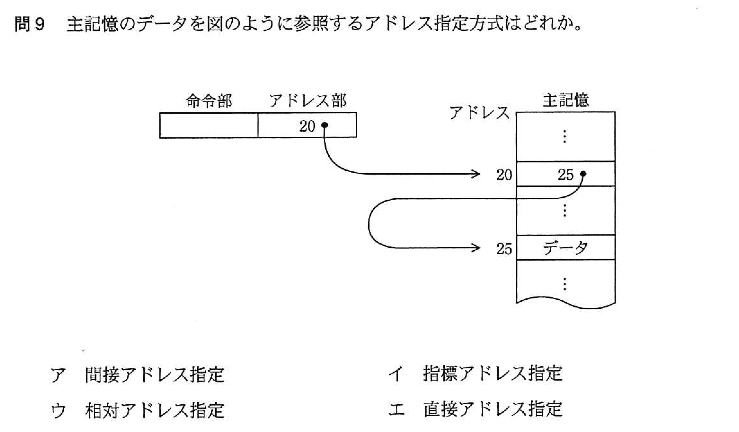 問9 主記憶のデータを図のように参照するアドレス指定方式はどれか。
命令部 アドレス部 主記憶
アドレス
20
⋮
20 25
⋮
25 データ
⋮
ア 間接アドレス指定 イ 指標アドレス指定
ウ 相対アドレス指定 エ 直接アドレス指定